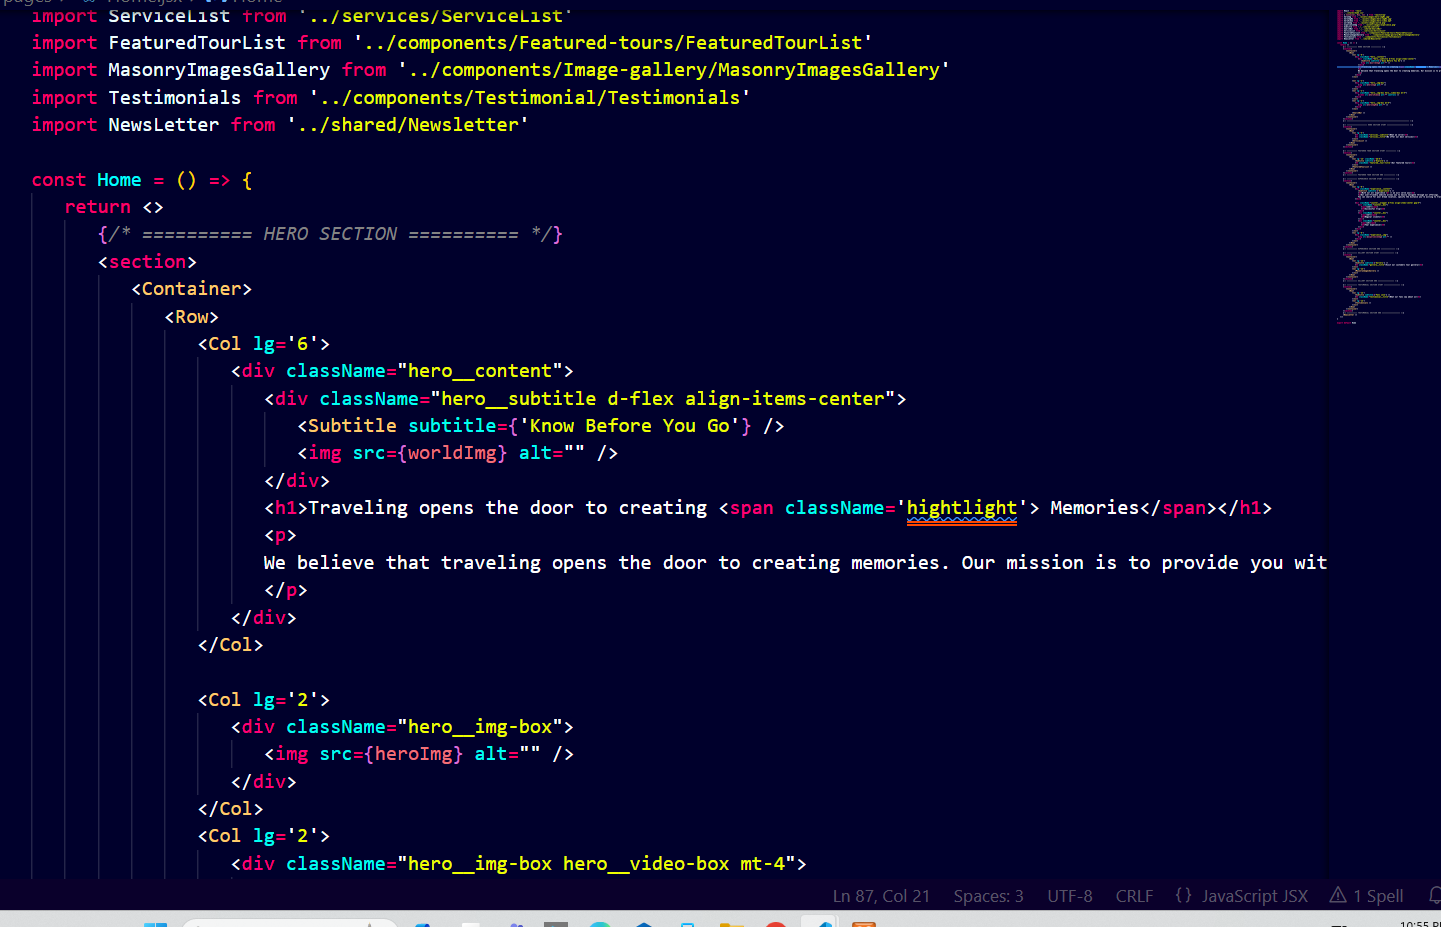 pages > Home.jsx > Home
import ServiceList from '../services/ServiceList'
import FeaturedTourList from '../components/Featured-tours/FeaturedTourList'
import MasonryImagesGallery from '../components/Image-gallery/MasonryImagesGallery'
import Testimonials from '../components/Testimonial/Testimonials'
import NewsLetter from '../shared/Newsletter'
const Home = () => {
return <>
{/* ========== HERO SECTION ========== */}
<section>
<Container>
<Row>
<Col lg='6'>
<div className="hero__content">
<div className="hero__subtitle d-flex align-items-center">
<Subtitle subtitle={'Know Before You Go'} />
<img src={worldImg} alt="" />
</div>
<h1>Traveling opens the door to creating <span className='hightlight'> Memories</span></h1>
<p>
We believe that traveling opens the door to creating memories. Our mission is to provide you wit
</p>
</div>
</Col>
<Col lg='2'>
<div className="hero__img-box">
<img src={heroImg} alt="" />
</div>
</Col>
<Col lg='2'>
<div className="hero__img-box hero__video-box mt-4">
Ln 87, Col 21 Spaces: 3 UTF-8 CRLF {} JavaScript JSX 1 Spell
10:55